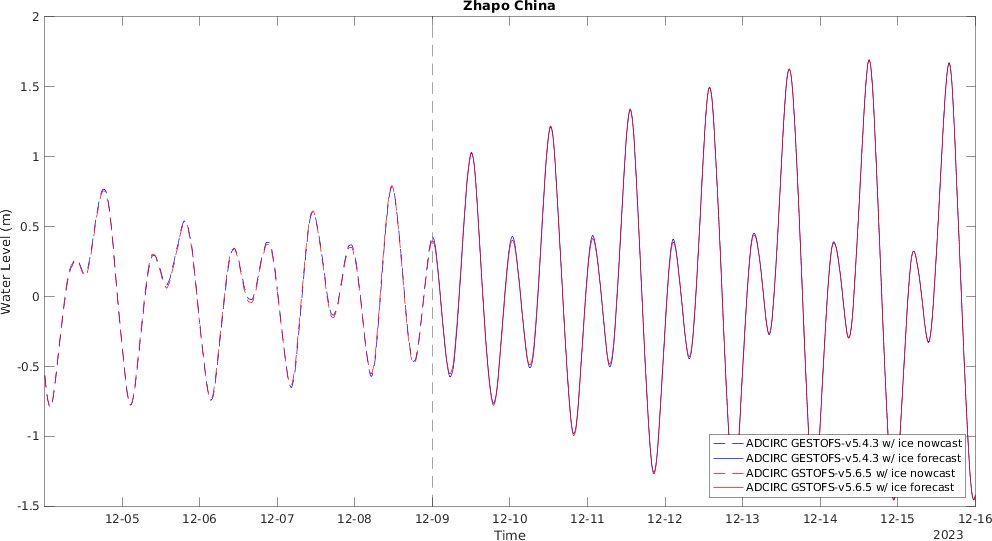 Zhapo China
2
1.5
1
0.5
0
-0.5
-1
-1.5
Water Level (m)
ADCIRC GESTOFS-v5.4.3 w/ ice nowcast
ADCIRC GESTOFS-v5.4.3 w/ ice forecast
ADCIRC GSTOFS-v5.6.5 w/ ice nowcast
ADCIRC GSTOFS-v5.6.5 w/ ice forecast
12-05 12-06 12-07 12-08 12-09 12-10 12-11 12-12 12-13 12-14 12-15 12-16
Time
2023